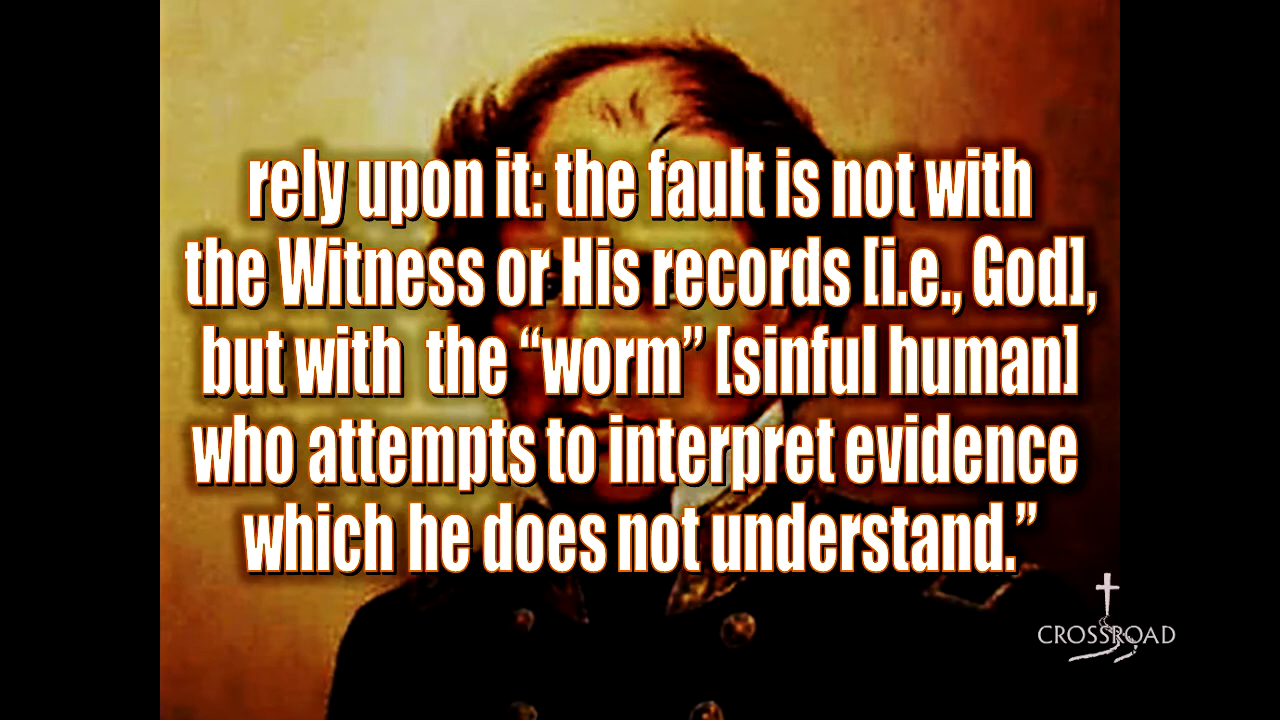 rely upon it: the fault is not with
the Witness or His records [i.e., God],
but with the “worm” [sinful human]
who attempts to interpret evidence
which he does not understand.”
CROSSROAD